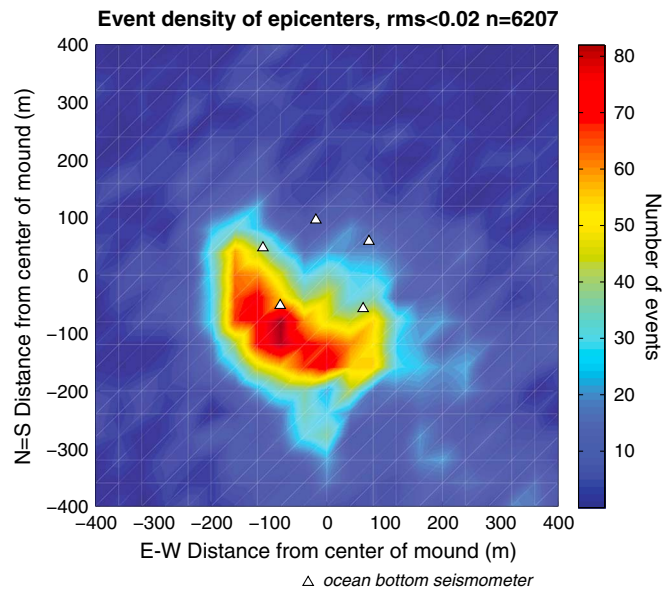 Event density of epicenters, rms<0.02 n=6207
400
300
200
100
0
−100
−200
−300
−400
N=S Distance from center of mound (m)
−400 −300 −200 −100 0 100 200 300 400
E-W Distance from center of mound (m)
80
70
60
50
40
30
20
10
Number of events
ocean bottom seismometer